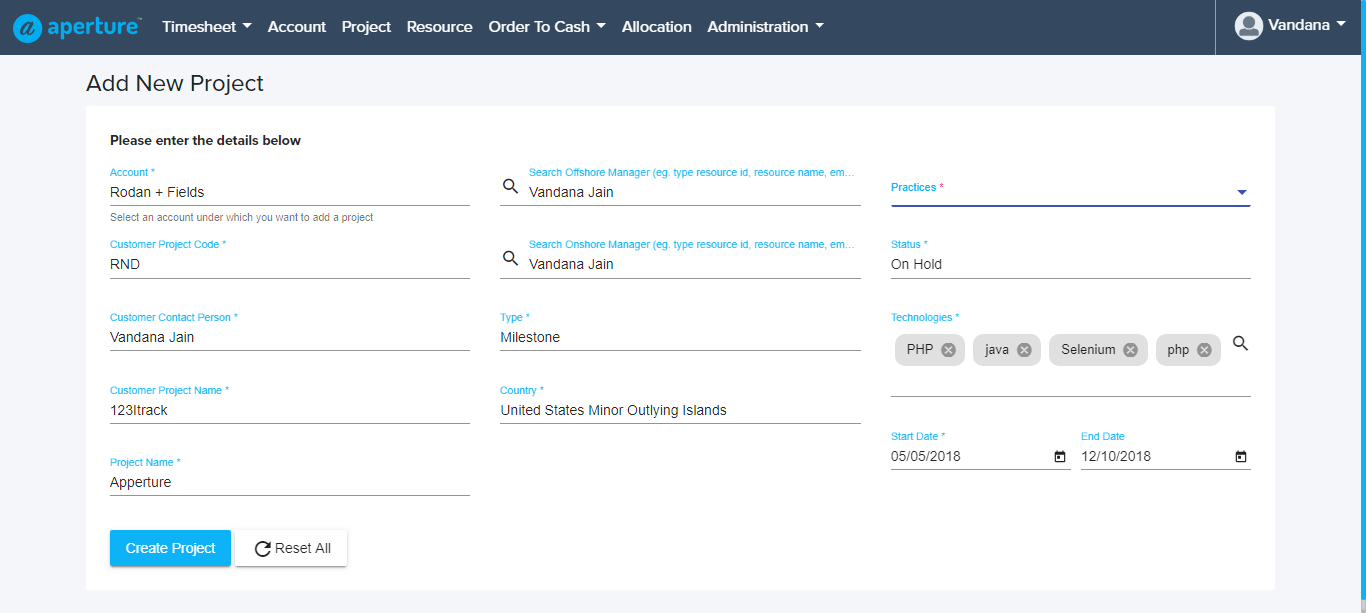 aperture™
Timesheet Account Project Resource Order To Cash Allocation Administration Vandana
Add New Project
Please enter the details below
Account *
Rodan + Fields
Select an account under which you want to add a project
Search Offshore Manager (eg. type resource id, resource name, em...
Vandana Jain
Practices *
Customer Project Code *
RND
Search Onshore Manager (eg. type resource id, resource name, em...
Vandana Jain
Status *
On Hold
Customer Contact Person *
Vandana Jain
Type *
Milestone
Technologies *
PHP java Selenium php
Customer Project Name *
123Itrack
Country *
United States Minor Outlying Islands
Start Date *
05/05/2018
End Date
12/10/2018
Project Name *
Apperture
Create Project Reset All